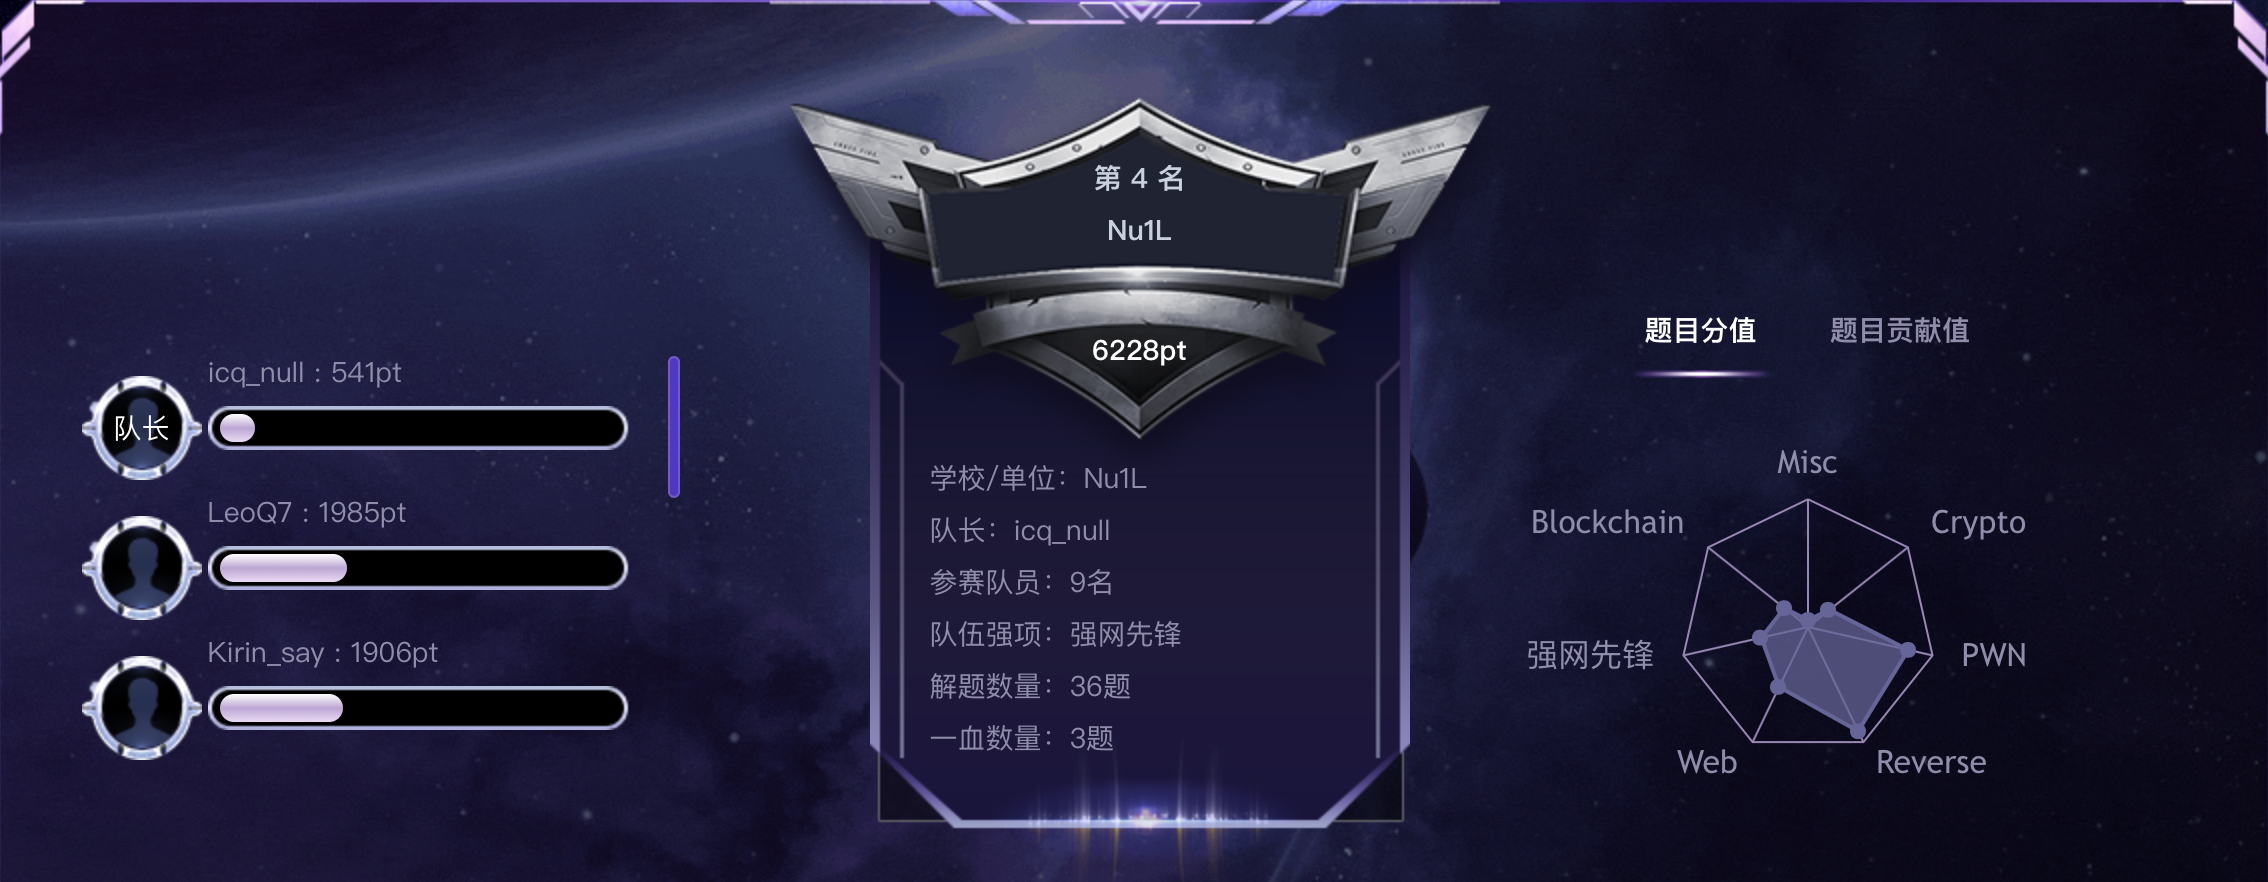 第 4 名
Nu1L
6228pt
icq_null : 541pt
队长
LeoQ7 : 1985pt
Kirin_say : 1906pt
学校/单位：Nu1L
队长：icq_null
参赛队员：9名
队伍强项：强网先锋
解题数量：36题
一血数量：3题
题目分值
题目贡献值
Misc
Blockchain
Crypto
强网先锋
PWN
Web
Reverse